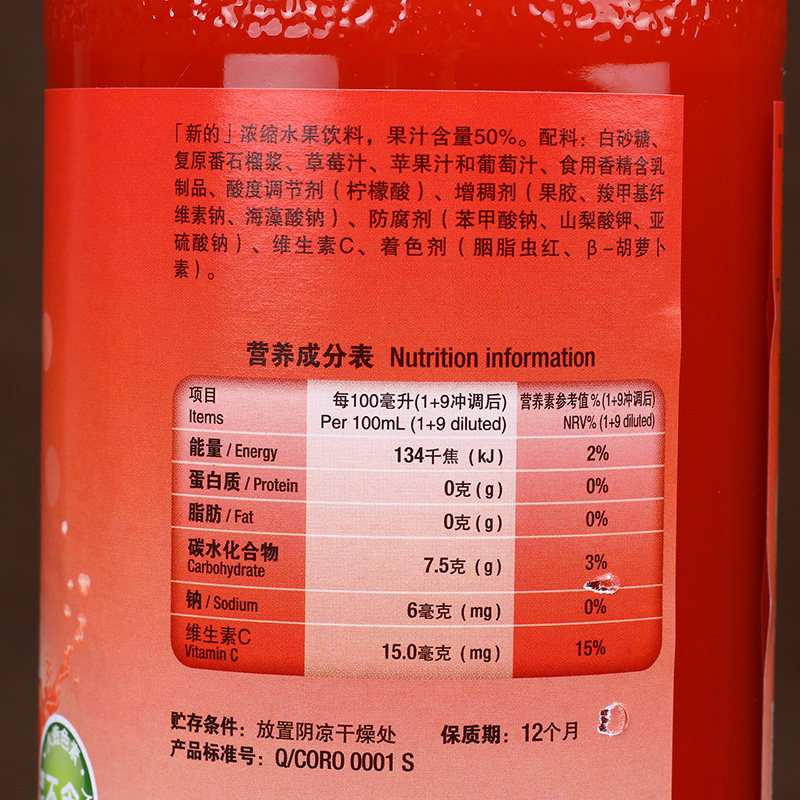 「新的」浓缩水果饮料，果汁含量50%。配料：白砂糖、
复原番石榴浆、草莓汁、苹果汁和葡萄汁、食用香精含乳
制品、酸度调节剂（柠檬酸）、增稠剂（果胶、羧甲基纤
维素钠、海藻酸钠）、防腐剂（苯甲酸钠、山梨酸钾、亚
硫酸钠）、维生素C、着色剂（胭脂虫红、β-胡萝卜
素）。
营养成分表 Nutrition information
项目 每100毫升(1+9冲调后) 营养素参考值%(1+9冲调后)
Items Per 100mL (1+9 diluted) NRV% (1+9 diluted)
能量 / Energy 134千焦 ( kJ ) 2%
蛋白质 / Protein 0克 ( g ) 0%
脂肪 / Fat 0克 ( g ) 0%
碳水化合物 7.5克 ( g ) 3%
Carbohydrate
钠 / Sodium 6毫克 ( mg ) 0%
维生素C 15.0毫克 ( mg ) 15%
Vitamin C
贮存条件：放置阴凉干燥处 保质期：12个月
产品标准号：Q/CORO 0001 S